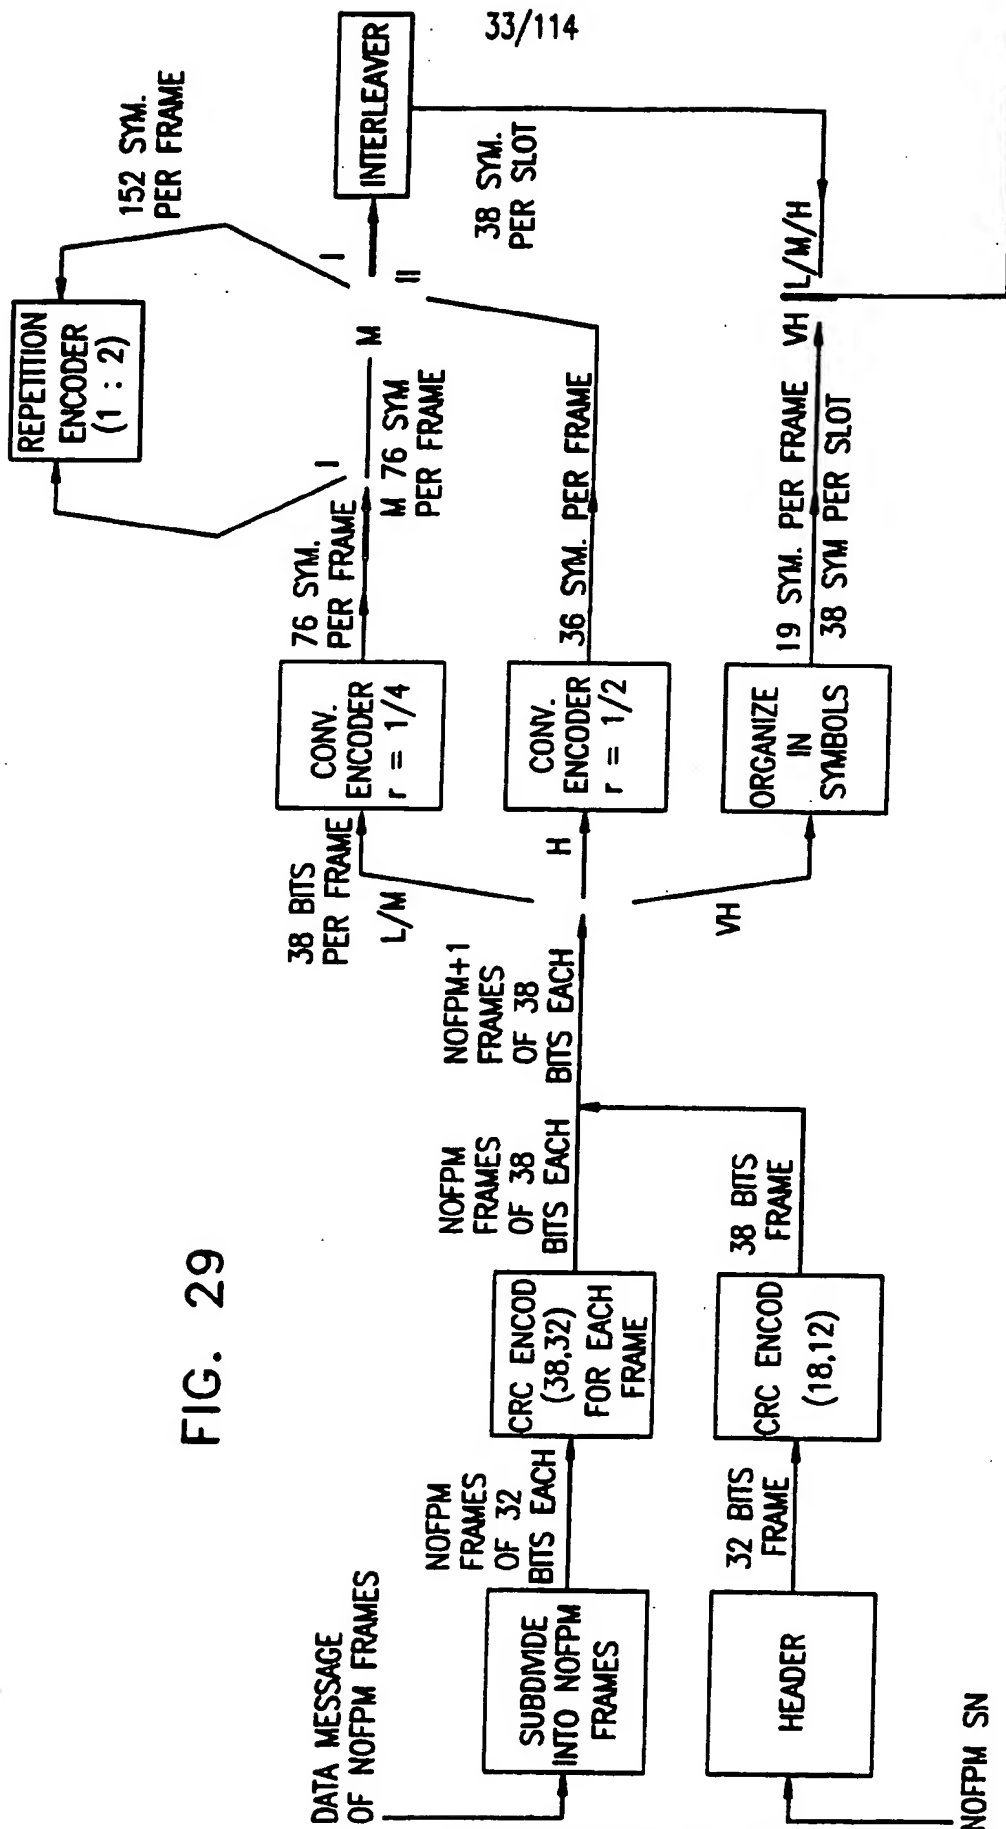 33/114
FIG. 29
DATA MESSAGE
OF NOFPM FRAMES
SUBDIVIDE
INTO NOFPM
FRAMES
NOFPM
FRAMES
OF 32
BITS EACH
CRC ENCOD
(38,32)
FOR EACH
FRAME
NOFPM
FRAMES
OF 38
BITS EACH
NOFPM+1
FRAMES
OF 38
BITS EACH
NOFPM SN
HEADER
32 BITS
FRAME
CRC ENCOD
(18,12)
38 BITS
FRAME
38 BITS
PER FRAME
L/M
H
VH
CONV.
ENCODER
r = 1/4
76 SYM.
PER FRAME
I
M 76 SYM
PER FRAME
REPETITION
ENCODER
(1 : 2)
152 SYM.
PER FRAME
I
M
II
INTERLEAVER
38 SYM.
PER SLOT
CONV.
ENCODER
r = 1/2
36 SYM. PER FRAME
ORGANIZE
IN
SYMBOLS
19 SYM. PER FRAME
38 SYM PER SLOT
VH
L/M/H